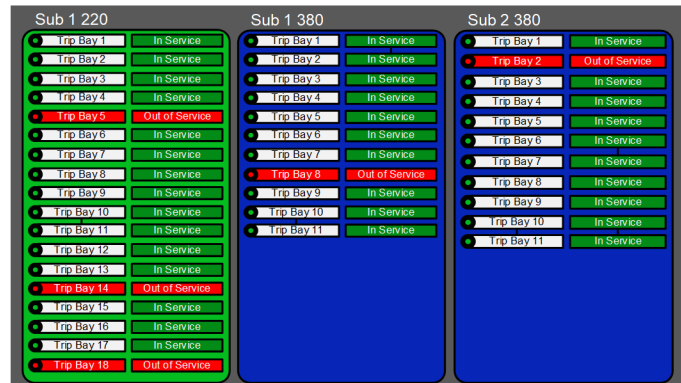 Sub 1 220
Trip Bay 1 In Service
Trip Bay 2 In Service
Trip Bay 3 In Service
Trip Bay 4 In Service
Trip Bay 5 Out of Service
Trip Bay 6 In Service
Trip Bay 7 In Service
Trip Bay 8 In Service
Trip Bay 9 In Service
Trip Bay 10 In Service
Trip Bay 11 In Service
Trip Bay 12 In Service
Trip Bay 13 In Service
Trip Bay 14 Out of Service
Trip Bay 15 In Service
Trip Bay 16 In Service
Trip Bay 17 In Service
Trip Bay 18 Out of Service
Sub 1 380
Trip Bay 1 In Service
Trip Bay 2 In Service
Trip Bay 3 In Service
Trip Bay 4 In Service
Trip Bay 5 In Service
Trip Bay 6 In Service
Trip Bay 7 In Service
Trip Bay 8 Out of Service
Trip Bay 9 In Service
Trip Bay 10 In Service
Trip Bay 11 In Service
Sub 2 380
Trip Bay 1 In Service
Trip Bay 2 Out of Service
Trip Bay 3 In Service
Trip Bay 4 In Service
Trip Bay 5 In Service
Trip Bay 6 In Service
Trip Bay 7 In Service
Trip Bay 8 In Service
Trip Bay 9 In Service
Trip Bay 10 In Service
Trip Bay 11 In Service